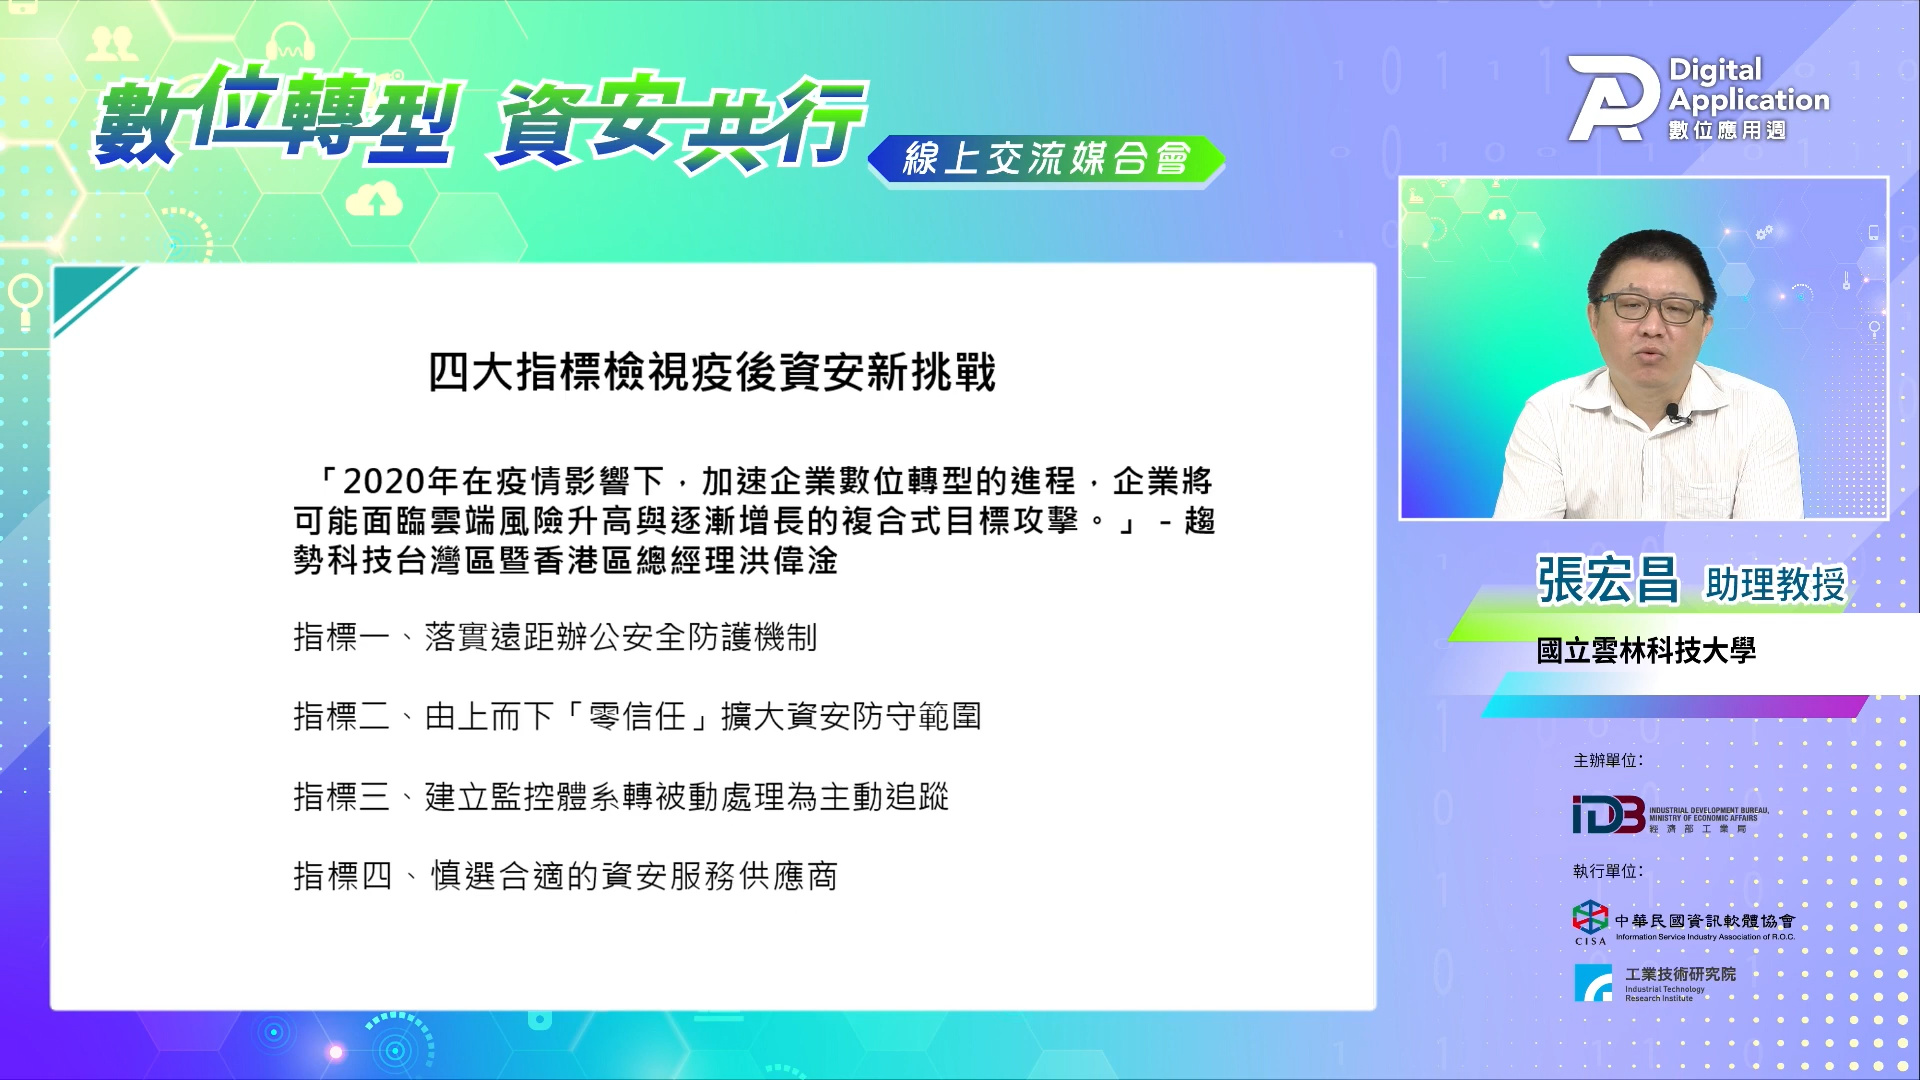 數位轉型 資安共行
線上交流媒合會
Digital
Application
數位應用週
四大指標檢視疫後資安新挑戰
「2020年在疫情影響下，加速企業數位轉型的進程，企業將
可能面臨雲端風險升高與逐漸增長的複合式目標攻擊。」- 趨
勢科技台灣區暨香港區總經理洪偉淦
指標一、落實遠距辦公安全防護機制
指標二、由上而下「零信任」擴大資安防守範圍
指標三、建立監控體系轉被動處理為主動追蹤
指標四、慎選合適的資安服務供應商
張宏昌 助理教授
國立雲林科技大學
主辦單位:
IDB
INDUSTRIAL DEVELOPMENT BUREAU,
MINISTRY OF ECONOMIC AFFAIRS
經濟部工業局
執行單位:
CISA
中華民國資訊軟體協會
Information Service Industry Association of R.O.C.
工業技術研究院
Industrial Technology
Research Institute